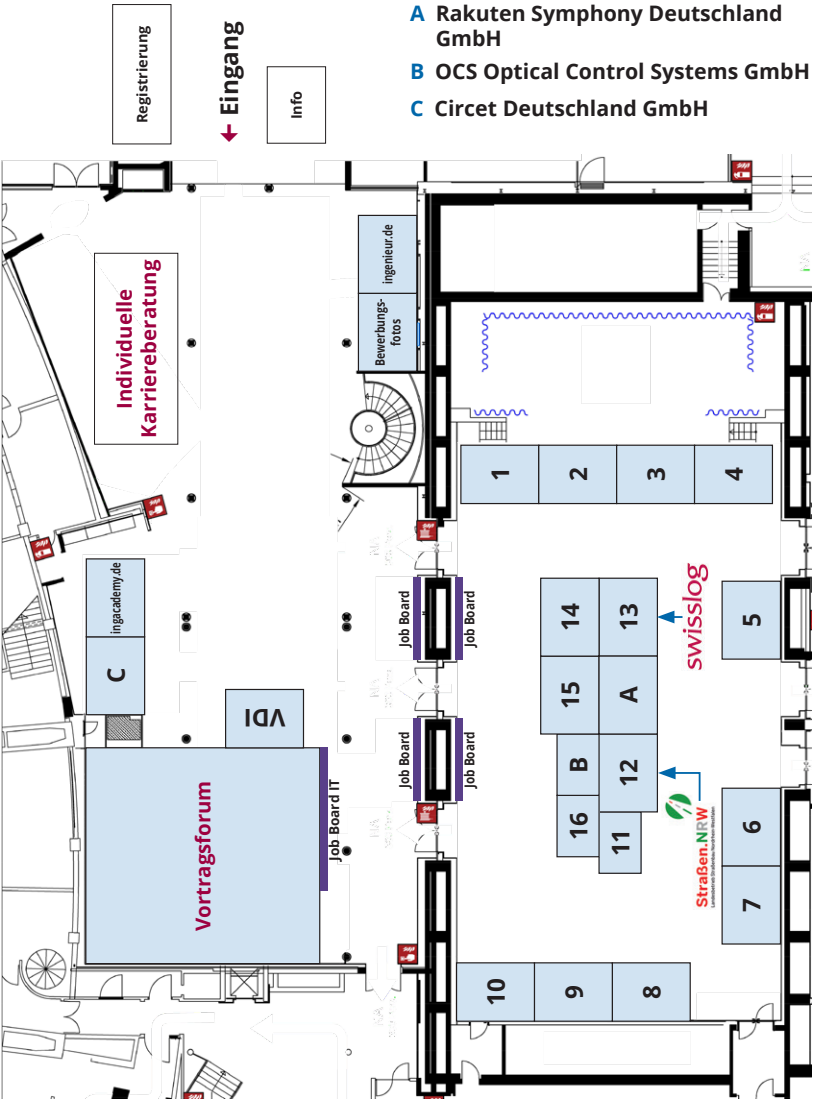 A Rakuten Symphony Deutschland
GmbH
B OCS Optical Control Systems GmbH
C Circet Deutschland GmbH
Registrierung
Eingang
Info
Individuelle
Karriereberatung
ingenieur.de
Bewerbungs-
fotos
ingacademy.de
C
VDI
Vortragsforum
Job Board IT
Job Board
Job Board
Job Board
Job Board
1
2
3
4
14
13
swisslog
5
15
A
B
12
16
11
Straßen.NRW
6
7
10
9
8